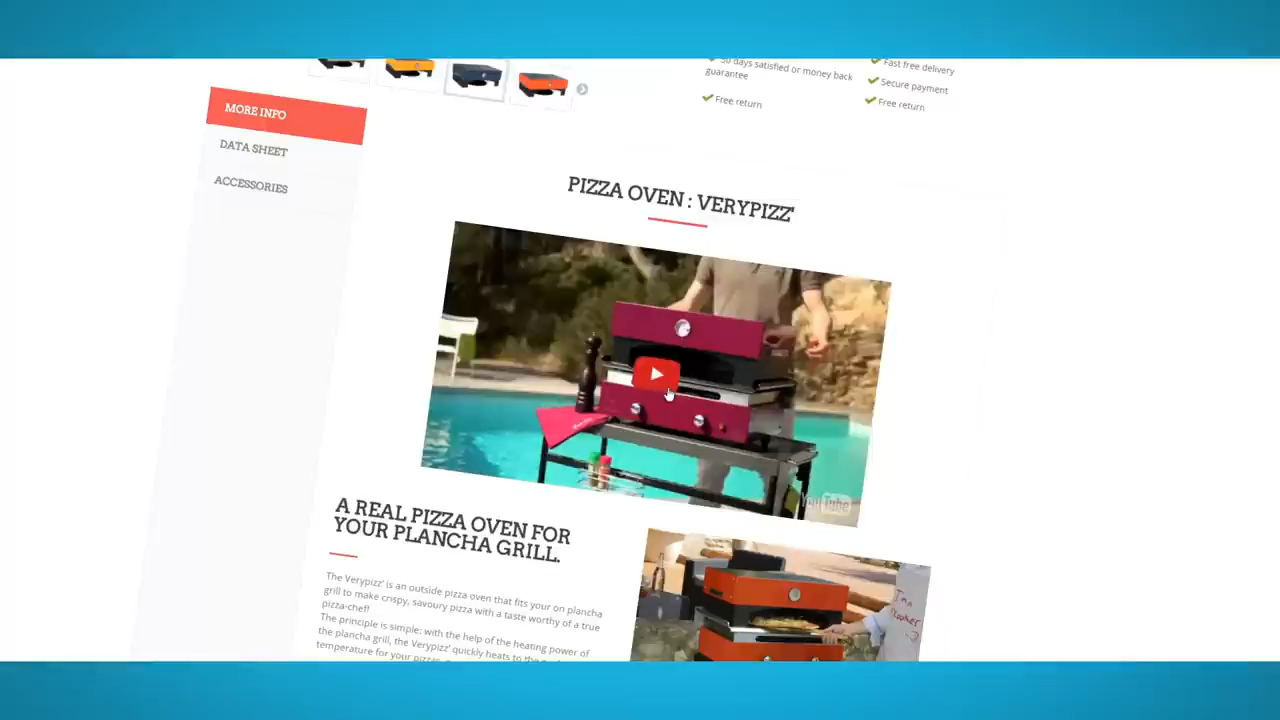 30 days satisfied or money back
guarantee
Free return
Fast free delivery
Secure payment
Free return
MORE INFO
DATA SHEET
ACCESSORIES
PIZZA OVEN : VERYPIZZ'
YouTube
A REAL PIZZA OVEN FOR
YOUR PLANCHA GRILL.
The Verypizz' is an outside pizza oven that fits your on plancha
grill to make crispy, savoury pizza with a taste worthy of a true
pizza-chef!
The principle is simple: with the help of the heating power of
the plancha grill, the Verypizz' quickly heats to the
temperature for your pizza